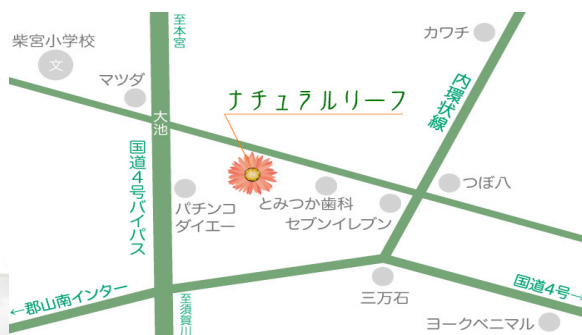 至本宮
柴宮小学校
文
カワチ
マツダ
ナチュラルリーフ
内環状線
大池
国道4号バイパス
つぼ八
とみつか歯科
パチンコ
ダイエー
セブンイレブン
←郡山南インター
至須賀川
三万石
国道4号→
ヨークベニマル